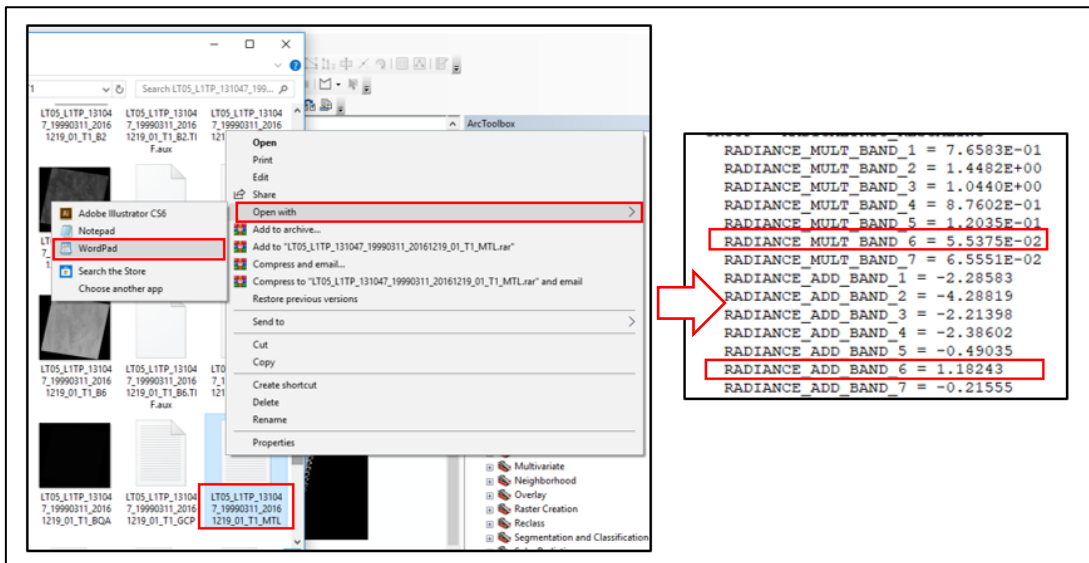 Search LT05_L1TP_131047_199...
LT05_L1TP_13104
7_19990311_2016
1219_01_T1_B2
LT05_L1TP_13104
7_19990311_2016
1219_01_T1_B2.TI
F.aux
LT05_L1TP_13104
7_19990311_2016
ArcToolbox
Open
Print
Edit
Share
Open with
Add to archive...
Add to "LT05_L1TP_131047_19990311_20161219_01_T1_MTL.rar"
Compress and email...
Compress to "LT05_L1TP_131047_19990311_20161219_01_T1_MTL.rar" and email
Restore previous versions
Send to
Cut
Copy
Create shortcut
Delete
Rename
Properties
Ai Adobe Illustrator CS6
Notepad
WordPad
Search the Store
Choose another app
LT05_L1TP_13104
7_19990311_2016
1219_01_T1_B6
LT05_L1TP_13104
7_19990311_2016
1219_01_T1_B6.TI
F.aux
LT05_L1TP_13104
7_19990311_2016
1219_01_T1_BQA
LT05_L1TP_13104
7_19990311_2016
1219_01_T1_GCP
LT05_L1TP_13104
7_19990311_2016
1219_01_T1_MTL
Multivariate
Neighborhood
Overlay
Raster Creation
Reclass
Segmentation and Classification
RADIANCE_MULT_BAND_1 = 7.6583E-01
RADIANCE_MULT_BAND_2 = 1.4482E+00
RADIANCE_MULT_BAND_3 = 1.0440E+00
RADIANCE_MULT_BAND_4 = 8.7602E-01
RADIANCE_MULT_BAND_5 = 1.2035E-01
RADIANCE_MULT_BAND_6 = 5.5375E-02
RADIANCE_MULT_BAND_7 = 6.5551E-02
RADIANCE_ADD_BAND_1 = -2.28583
RADIANCE_ADD_BAND_2 = -4.28819
RADIANCE_ADD_BAND_3 = -2.21398
RADIANCE_ADD_BAND_4 = -2.38602
RADIANCE_ADD_BAND_5 = -0.49035
RADIANCE_ADD_BAND_6 = 1.18243
RADIANCE_ADD_BAND_7 = -0.21555